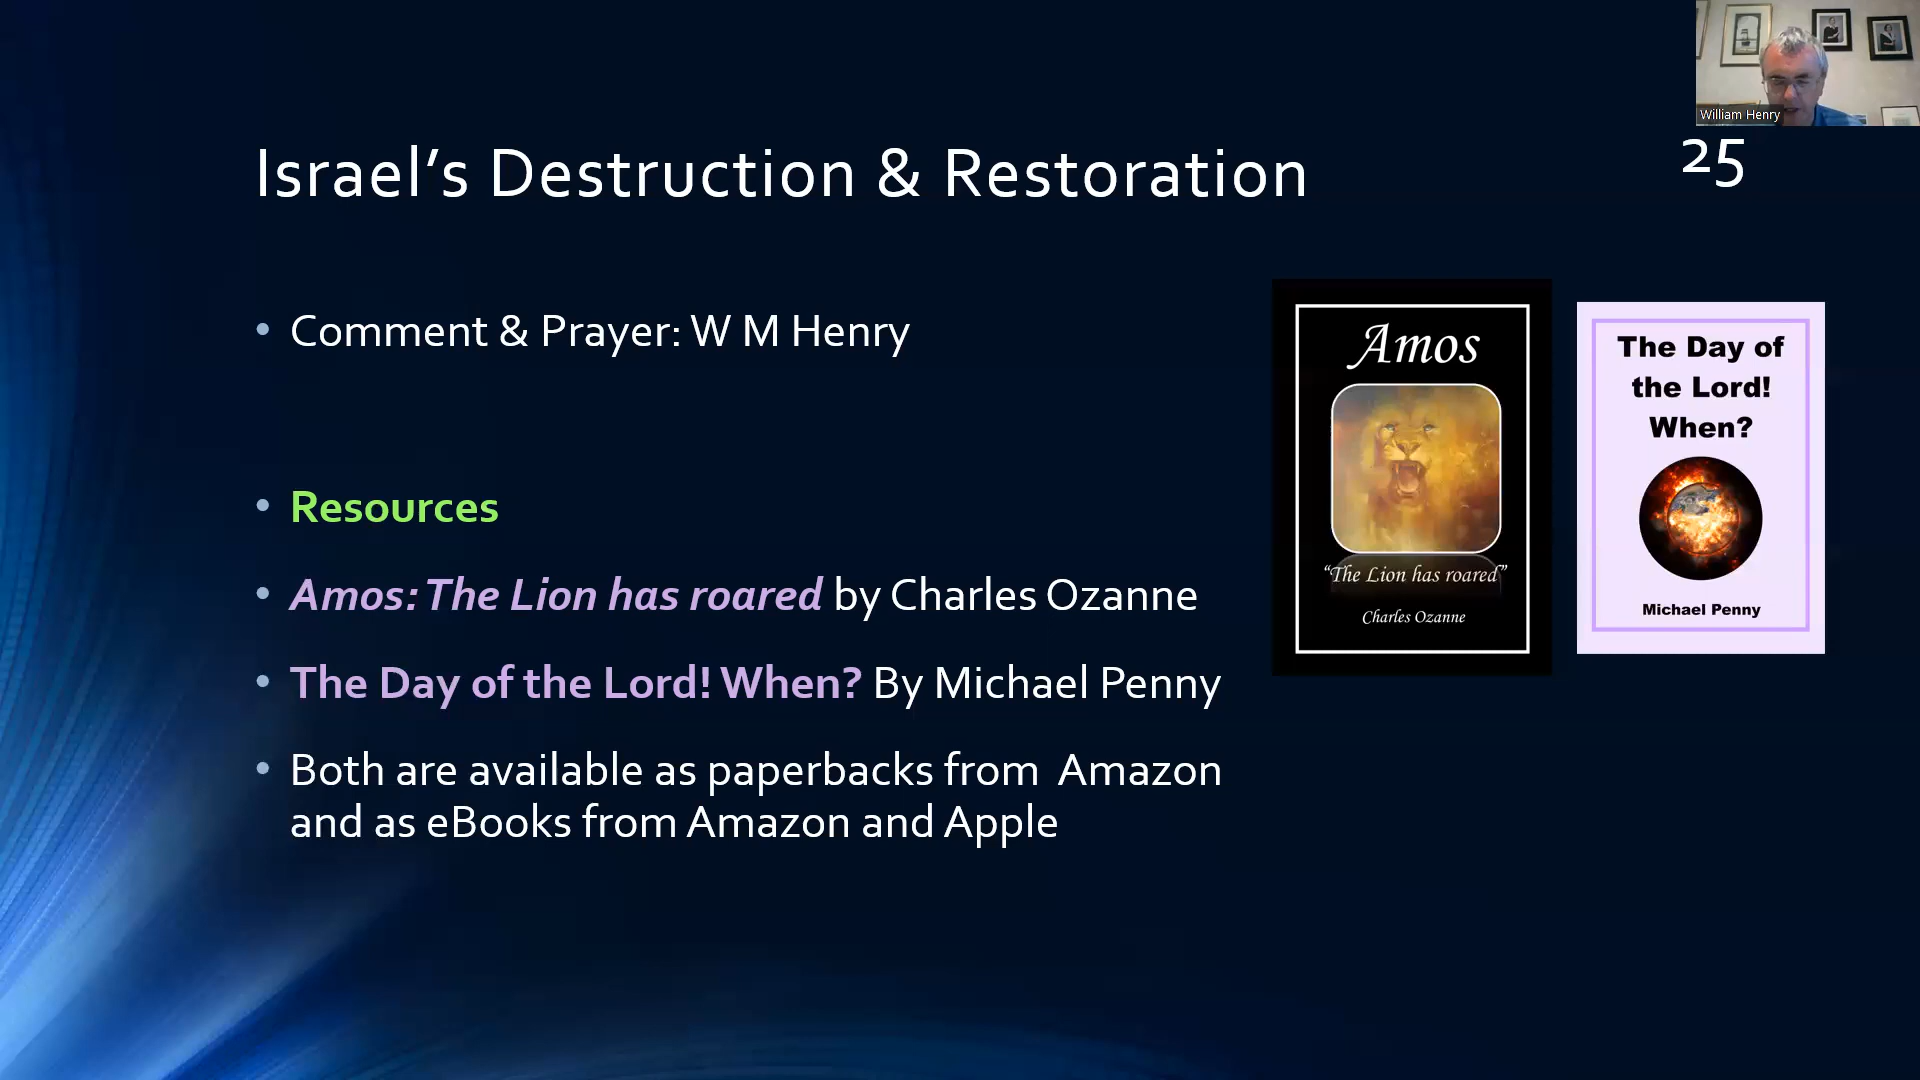 William Henry
Israel’s Destruction & Restoration
25
• Comment & Prayer: W M Henry
• Resources
• Amos: The Lion has roared by Charles Ozanne
• The Day of the Lord! When? By Michael Penny
• Both are available as paperbacks from Amazon
and as eBooks from Amazon and Apple
Amos
“The Lion has roared”
Charles Ozanne
The Day of
the Lord!
When?
Michael Penny